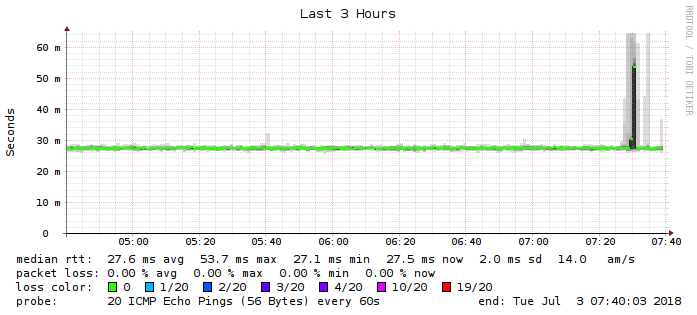 Last 3 Hours
RRDTOOL / TOBI OETIKER
Seconds
60 m
50 m
40 m
30 m
20 m
10 m
0
05:00 05:20 05:40 06:00 06:20 06:40 07:00 07:20 07:40
median rtt: 27.6 ms avg 53.7 ms max 27.1 ms min 27.5 ms now 2.0 ms sd 14.0 am/s
packet loss: 0.00 % avg 0.00 % max 0.00 % min 0.00 % now
loss color: 0 1/20 2/20 3/20 4/20 10/20 19/20
probe: 20 ICMP Echo Pings (56 Bytes) every 60s end: Tue Jul 3 07:40:03 2018